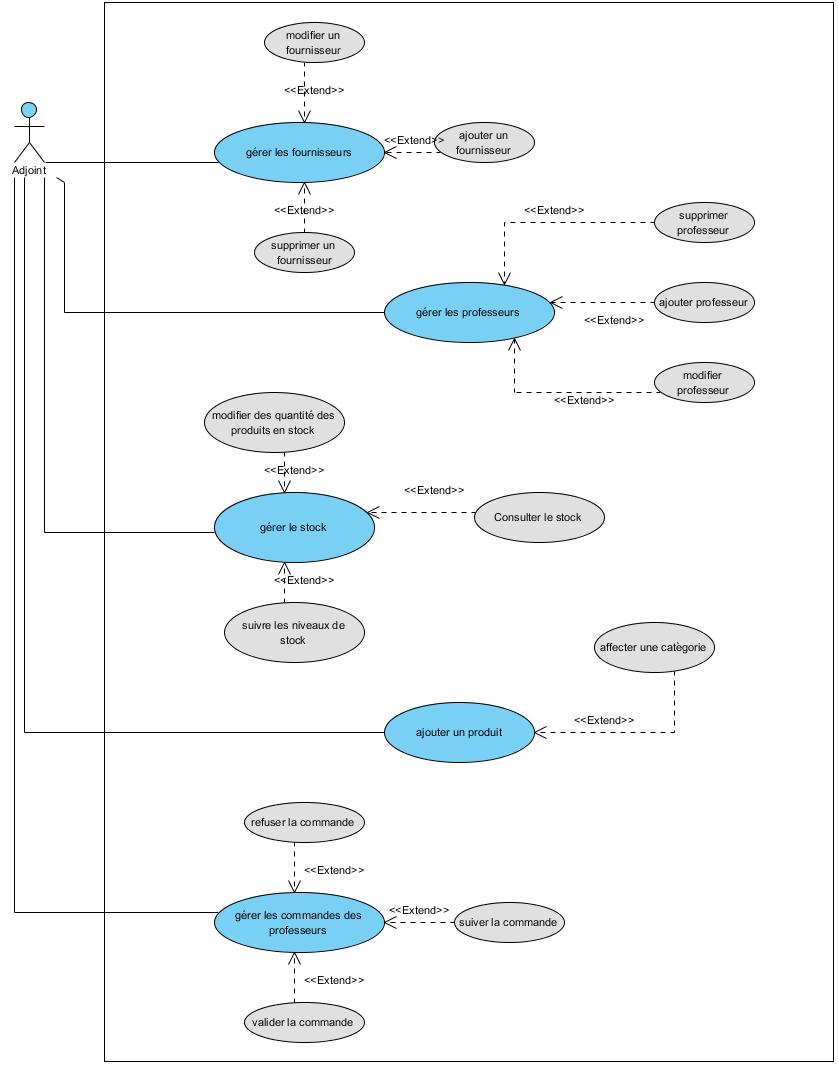 modifier un
fournisseur
<<Extend>>
gérer les fournisseurs
<<Extend>>
ajouter un
fournisseur
Adjoint
<<Extend>>
supprimer un
fournisseur
<<Extend>>
supprimer
professeur
gérer les professeurs
ajouter professeur
<<Extend>>
modifier
professeur
<<Extend>>
modifier des quantité des
produits en stock
<<Extend>>
<<Extend>>
gérer le stock
Consulter le stock
<<Extend>>
suivre les niveaux de
stock
affecter une catègorie
<<Extend>>
ajouter un produit
refuser la commande
<<Extend>>
gérer les commandes des
professeurs
<<Extend>>
suiver la commande
<<Extend>>
valider la commande